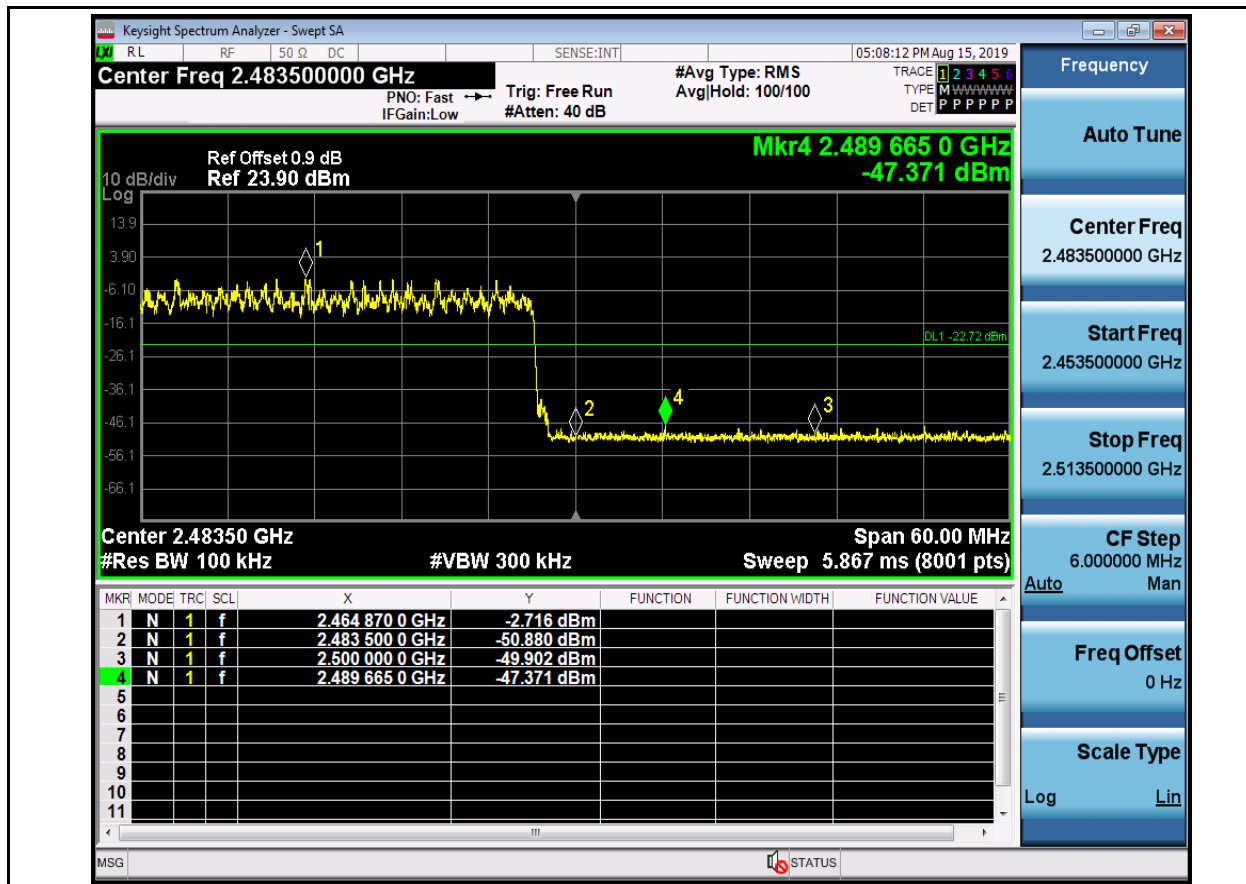 Keysight Spectrum Analyzer - Swept SA
LXI RL RF 50 Ω DC SENSE:INT 05:08:12 PM Aug 15, 2019
Center Freq 2.483500000 GHz
PNO: Fast
IFGain:Low
Trig: Free Run
#Atten: 40 dB
#Avg Type: RMS
Avg|Hold: 100/100
TRACE 1 2 3 4 5 6
TYPE M WWWWW
DET P P P P P P
Mkr4 2.489 665 0 GHz
-47.371 dBm
Ref Offset 0.9 dB
10 dB/div Ref 23.90 dBm
Log
13.9
3.90
-6.10
-16.1
-26.1
-36.1
-46.1
-56.1
-66.1
1
2
4
3
DL1 -22.72 dBm
Center 2.48350 GHz Span 60.00 MHz
#Res BW 100 kHz #VBW 300 kHz Sweep 5.867 ms (8001 pts)
MKR MODE TRC SCL X Y FUNCTION FUNCTION WIDTH FUNCTION VALUE
1 N 1 f 2.464 870 0 GHz -2.716 dBm
2 N 1 f 2.483 500 0 GHz -50.880 dBm
3 N 1 f 2.500 000 0 GHz -49.902 dBm
4 N 1 f 2.489 665 0 GHz -47.371 dBm
5
6
7
8
9
10
11
MSG STATUS
Frequency
Auto Tune
Center Freq
2.483500000 GHz
Start Freq
2.453500000 GHz
Stop Freq
2.513500000 GHz
CF Step
6.000000 MHz
Auto Man
Freq Offset
0 Hz
Scale Type
Log Lin